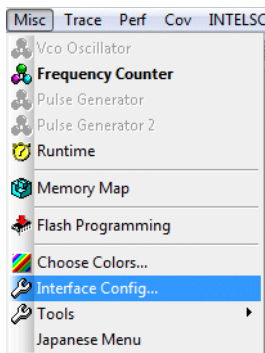 Misc Trace Perf Cov INTELSO
Vco Oscillator
Frequency Counter
Pulse Generator
Pulse Generator 2
Runtime
Memory Map
Flash Programming
Choose Colors...
Interface Config...
Tools
Japanese Menu